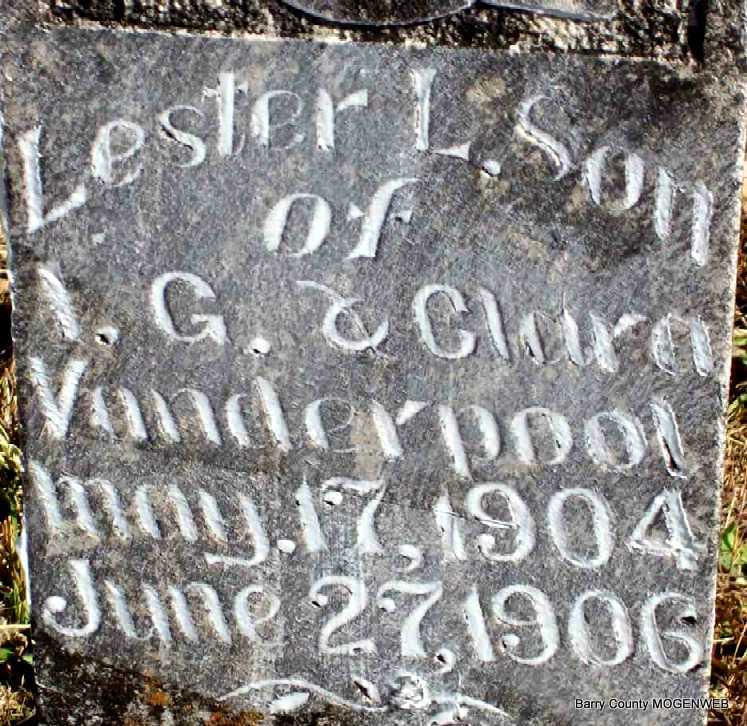 Lester L. Son
of
I. G. & Clara
Vanderpool
may. 17, 1904
June 27, 1906
Barry County MOGENWEB